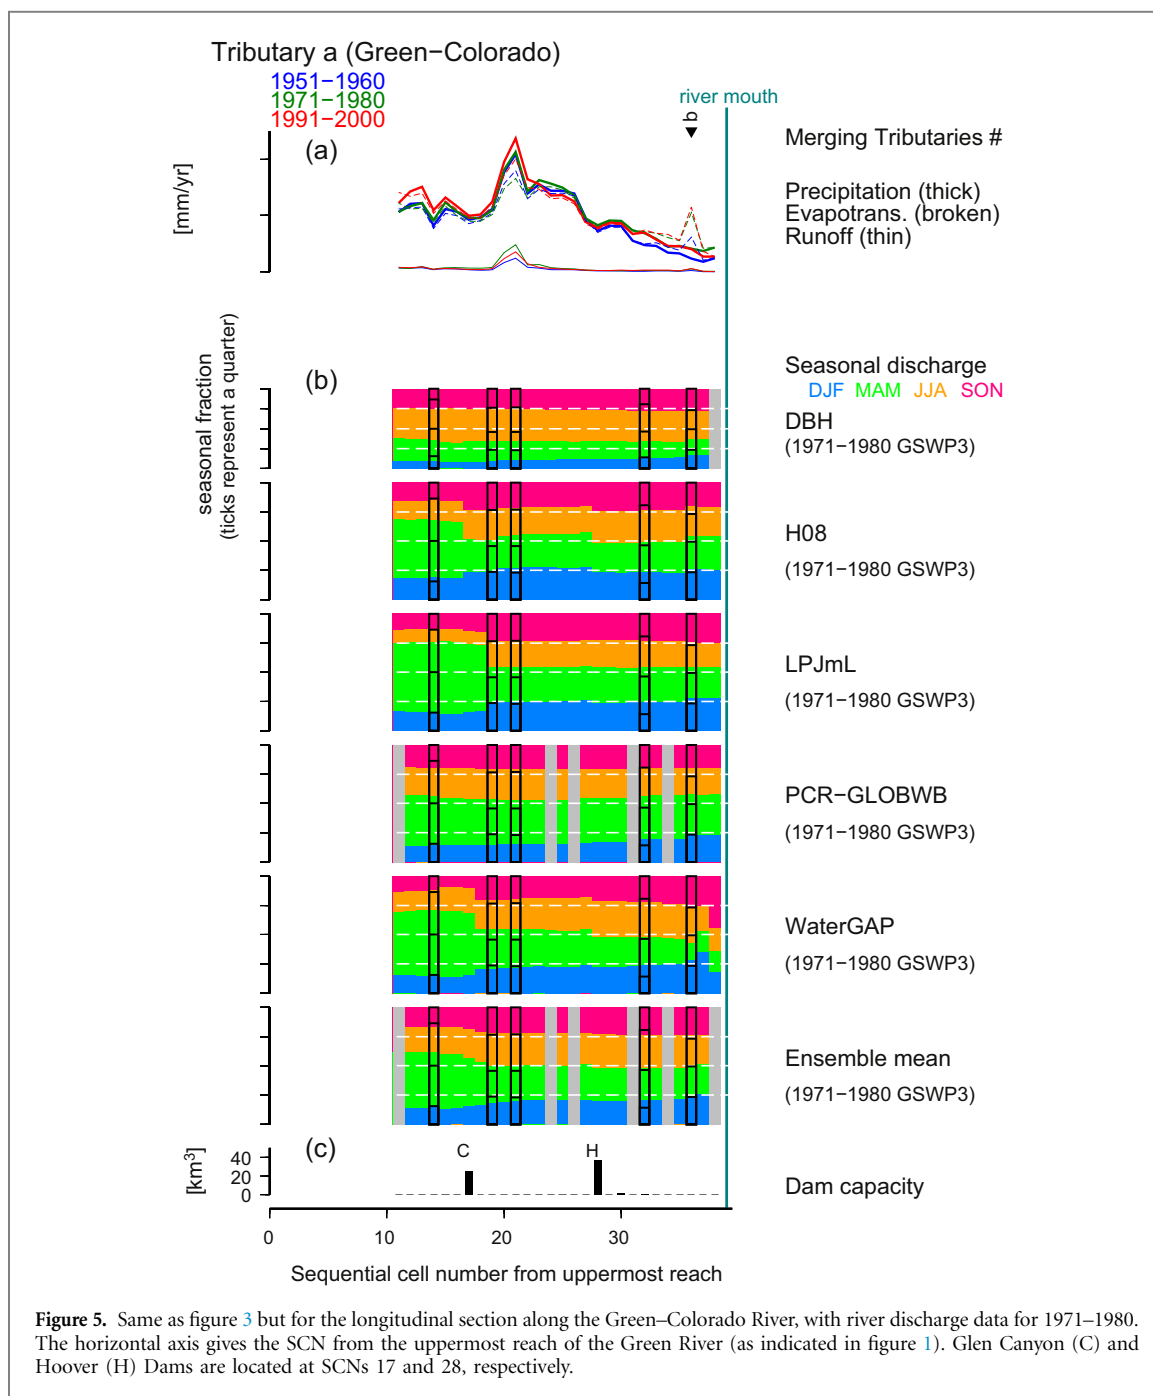 Tributary a (Green−Colorado)
1951−1960
1971−1980
1991−2000
river mouth
(a)
b
Merging Tributaries #
[mm/yr]
Precipitation (thick)
Evapotrans. (broken)
Runoff (thin)
seasonal fraction
(ticks represent a quarter)
(b)
Seasonal discharge
DJF MAM JJA SON
DBH
(1971−1980 GSWP3)
H08
(1971−1980 GSWP3)
LPJmL
(1971−1980 GSWP3)
PCR−GLOBWB
(1971−1980 GSWP3)
WaterGAP
(1971−1980 GSWP3)
Ensemble mean
(1971−1980 GSWP3)
(c)
C
H
[km³]
40
20
0
Dam capacity
0 10 20 30
Sequential cell number from uppermost reach
Figure 5. Same as figure 3 but for the longitudinal section along the Green–Colorado River, with river discharge data for 1971–1980.
The horizontal axis gives the SCN from the uppermost reach of the Green River (as indicated in figure 1). Glen Canyon (C) and
Hoover (H) Dams are located at SCNs 17 and 28, respectively.